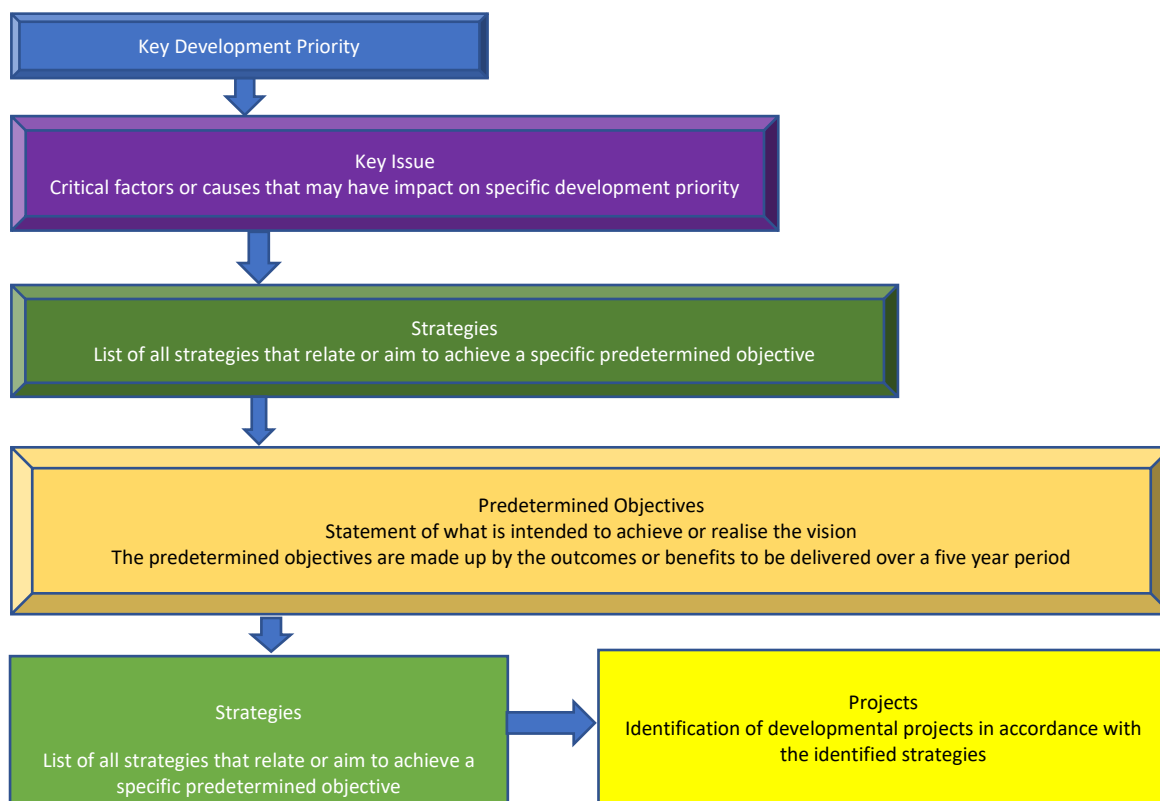 Key Development Priority
Key Issue
Critical factors or causes that may have impact on specific development priority
Strategies
List of all strategies that relate or aim to achieve a specific predetermined objective
Predetermined Objectives
Statement of what is intended to achieve or realise the vision
The predetermined objectives are made up by the outcomes or benefits to be delivered over a five year period
Strategies
List of all strategies that relate or aim to achieve a
specific predetermined objective
Projects
Identification of developmental projects in accordance with
the identified strategies